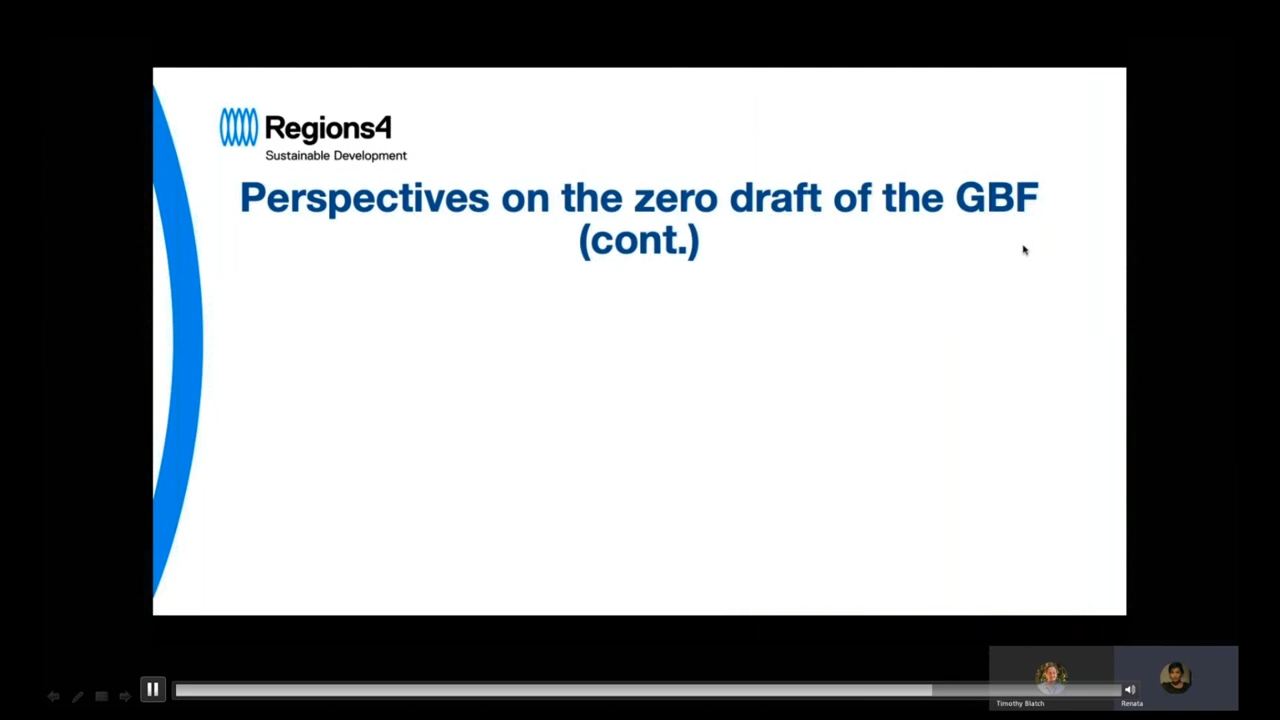 Regions4
Sustainable Development
Perspectives on the zero draft of the GBF
(cont.)
Timothy Blatch
Renata